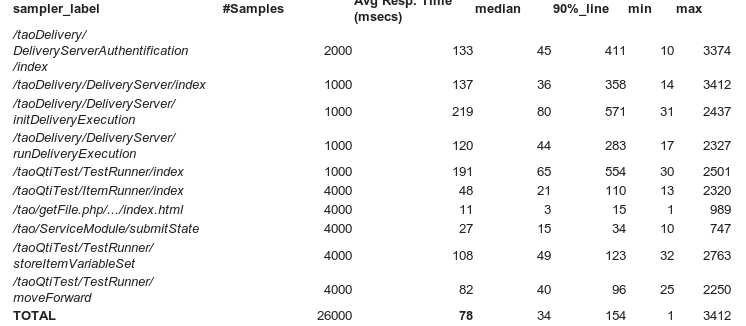 Avg Resp. Time
sampler_label #Samples (msecs) median 90%_line min max
/taoDelivery/
DeliveryServerAuthentification 2000 133 45 411 10 3374
/index
/taoDelivery/DeliveryServer/index 1000 137 36 358 14 3412
/taoDelivery/DeliveryServer/
initDeliveryExecution 1000 219 80 571 31 2437
/taoDelivery/DeliveryServer/
runDeliveryExecution 1000 120 44 283 17 2327
/taoQtiTest/TestRunner/index 1000 191 65 554 30 2501
/taoQtiTest/ItemRunner/index 4000 48 21 110 13 2320
/tao/getFile.php/.../index.html 4000 11 3 15 1 989
/tao/ServiceModule/submitState 4000 27 15 34 10 747
/taoQtiTest/TestRunner/
storeItemVariableSet 4000 108 49 123 32 2763
/taoQtiTest/TestRunner/
moveForward 4000 82 40 96 25 2250
TOTAL 26000 78 34 154 1 3412